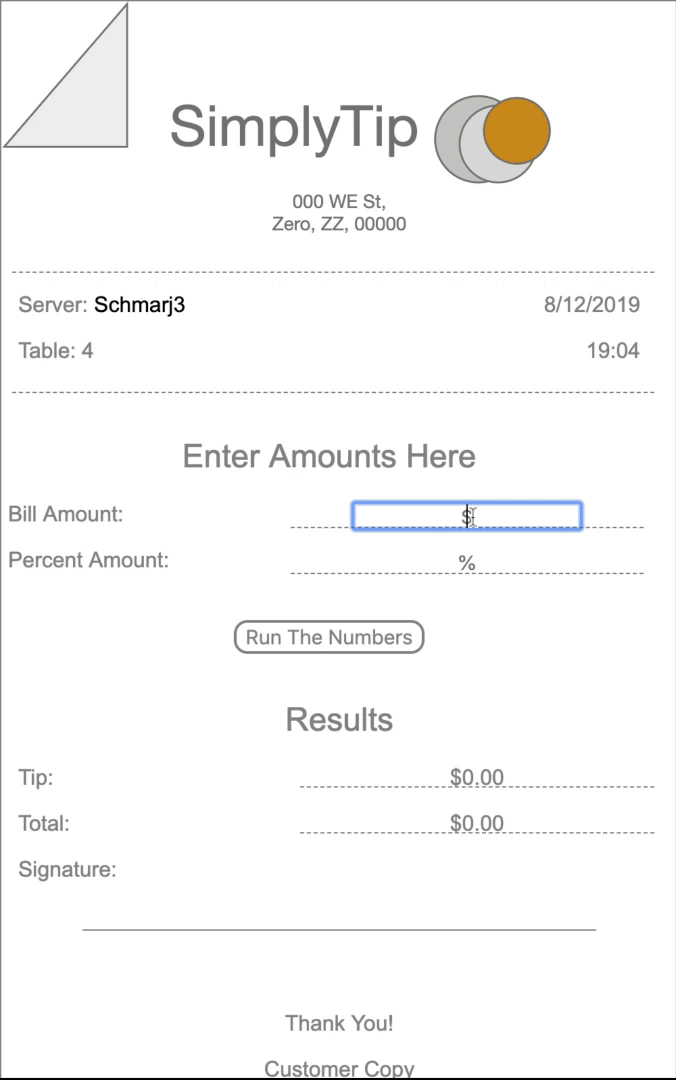 SimplyTip
000 WE St,
Zero, ZZ, 00000
Server: Schmarj3 8/12/2019
Table: 4 19:04
Enter Amounts Here
Bill Amount: $
Percent Amount: %
Run The Numbers
Results
Tip: $0.00
Total: $0.00
Signature:
Thank You!
Customer Copy